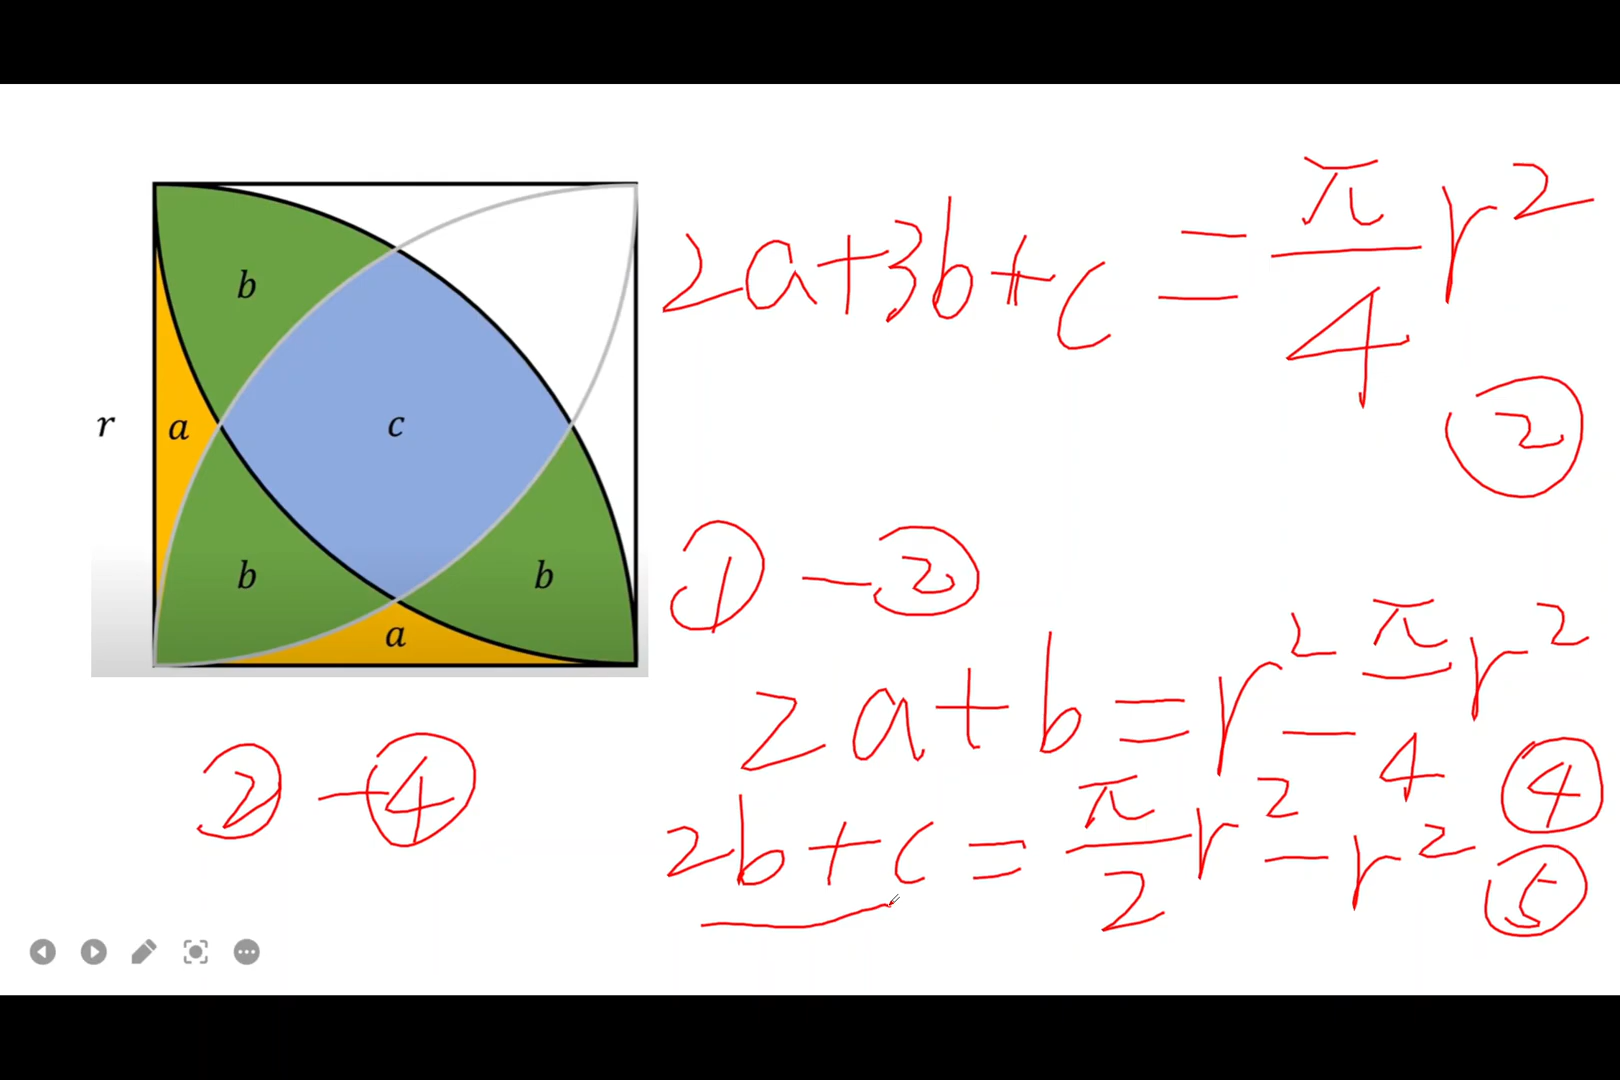 b
r
a
c
b
b
a
2a+3b+c = π/4 r²
②
① - ②
2a+b = r² - π/4 r² ④
② - ④
2b+c = π/2 r² - r² ⑤